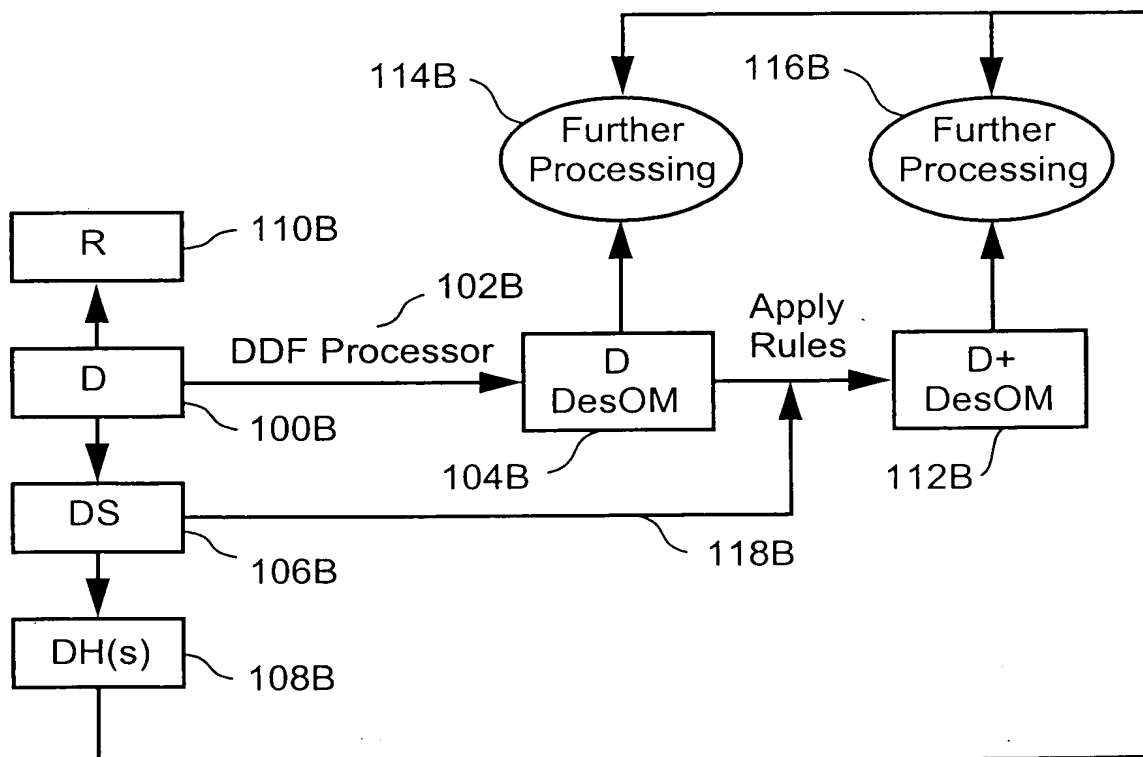 114B
116B
Further
Processing
Further
Processing
R
110B
102B
Apply
Rules
DDF Processor
D
100B
D
DesOM
D+
DesOM
104B
112B
DS
106B
118B
DH(s)
108B